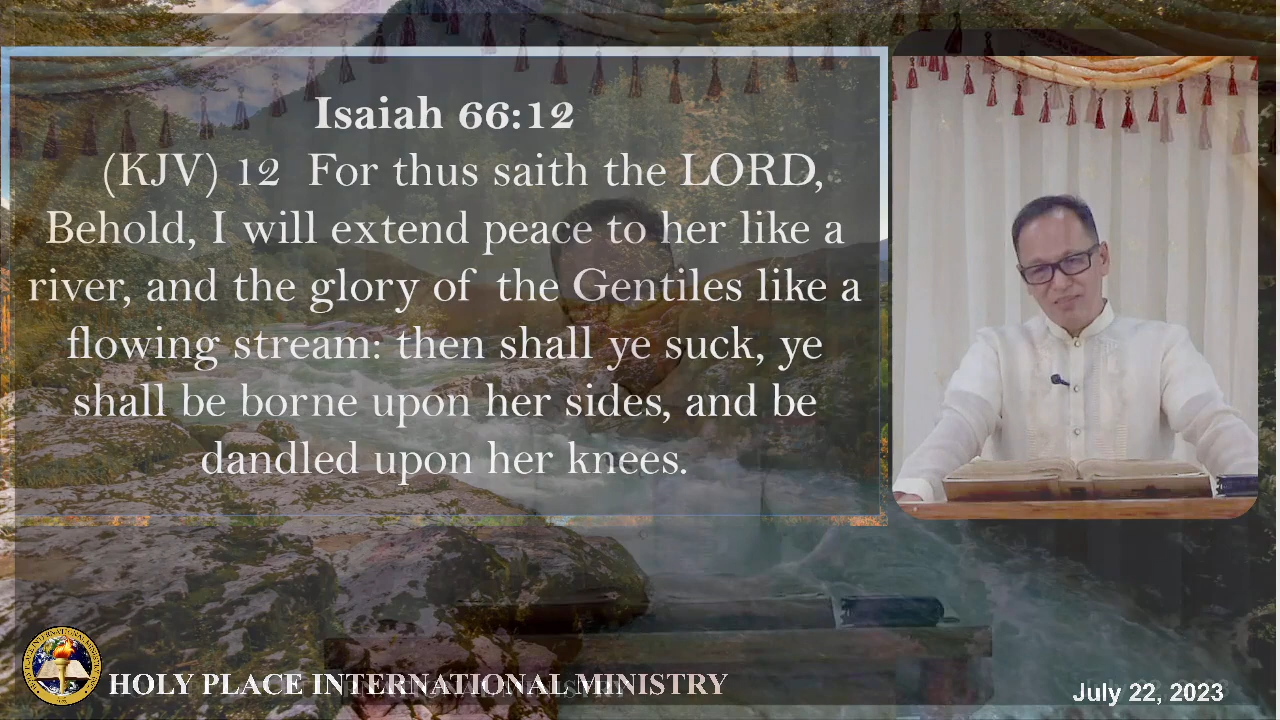 Isaiah 66:12
(KJV) 12 For thus saith the LORD,
Behold, I will extend peace to her like a
river, and the glory of the Gentiles like a
flowing stream: then shall ye suck, ye
shall be borne upon her sides, and be
dandled upon her knees.
HOLY PLACE INTERNATIONAL MINISTRY
July 22, 2023